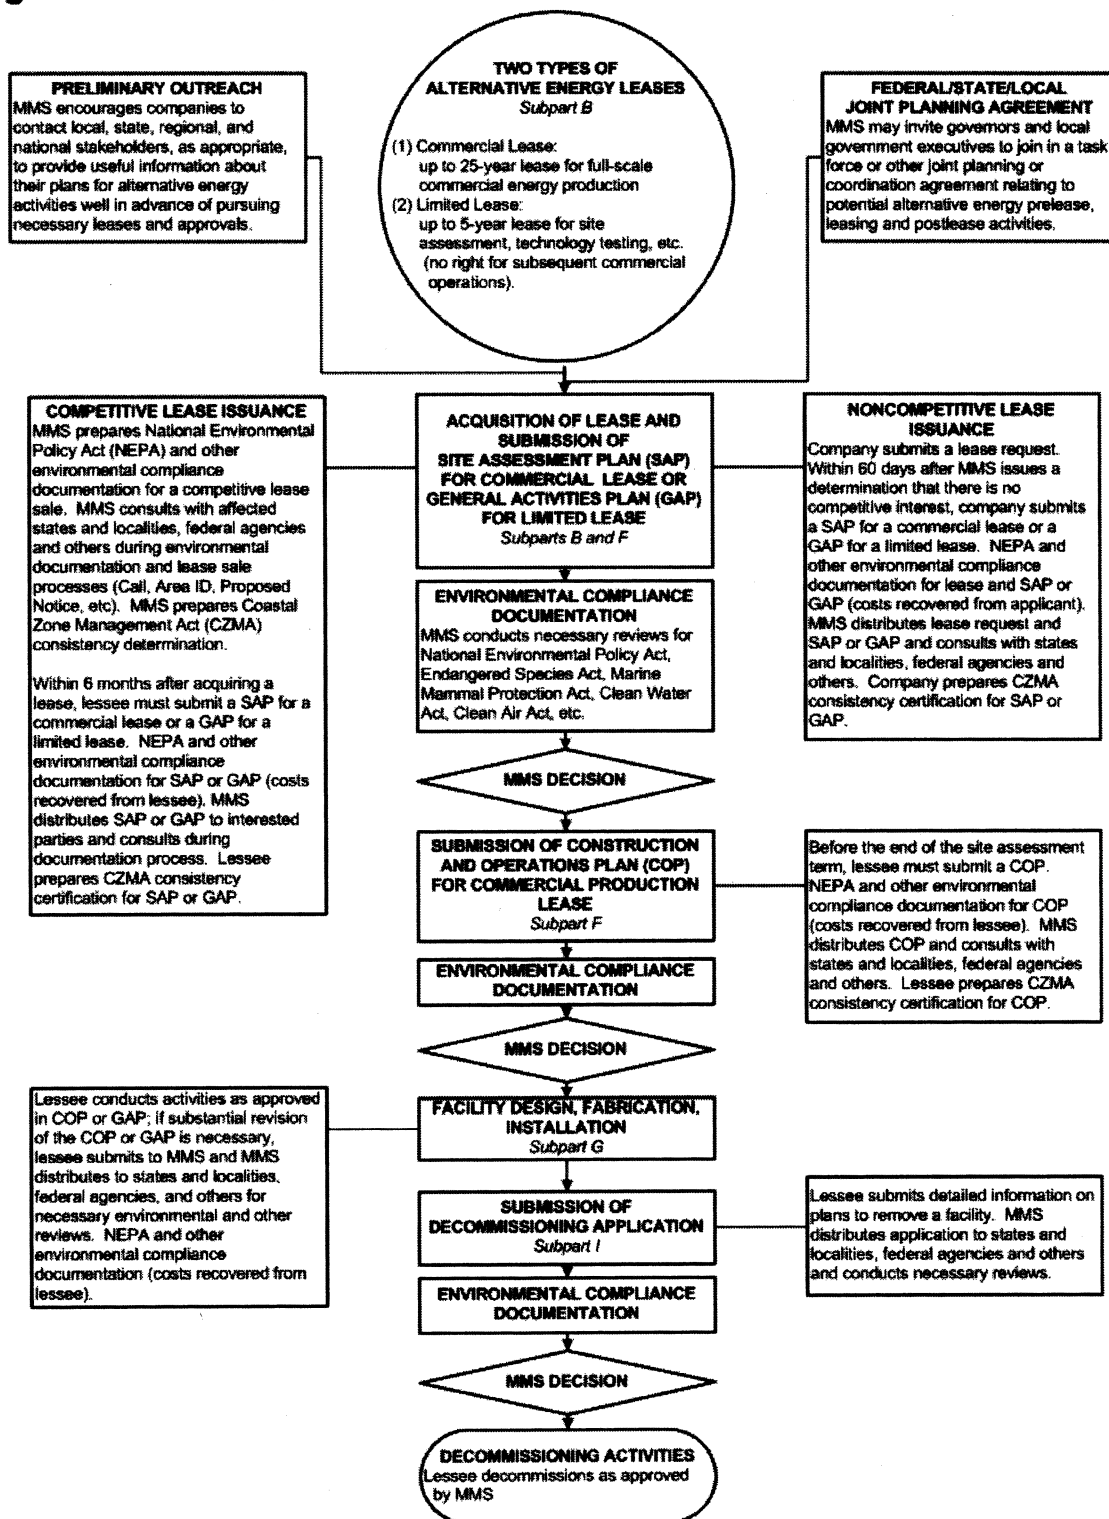 PRELIMINARY OUTREACH
MMS encourages companies to
contact local, state, regional, and
national stakeholders, as appropriate,
to provide useful information about
their plans for alternative energy
activities well in advance of pursuing
necessary leases and approvals.
TWO TYPES OF
ALTERNATIVE ENERGY LEASES
Subpart B
(1) Commercial Lease:
up to 25-year lease for full-scale
commercial energy production
(2) Limited Lease:
up to 5-year lease for site
assessment, technology testing, etc.
(no right for subsequent commercial
operations).
FEDERAL/STATE/LOCAL
JOINT PLANNING AGREEMENT
MMS may invite governors and local
government executives to join in a task
force or other joint planning or
coordination agreement relating to
potential alternative energy prelease,
leasing and postlease activities.
COMPETITIVE LEASE ISSUANCE
MMS prepares National Environmental
Policy Act (NEPA) and other
environmental compliance
documentation for a competitive lease
sale. MMS consults with affected
states and localities, federal agencies
and others during environmental
documentation and lease sale
processes (Call, Area ID, Proposed
Notice, etc). MMS prepares Coastal
Zone Management Act (CZMA)
consistency determination.
Within 6 months after acquiring a
lease, lessee must submit a SAP for a
commercial lease or a GAP for a
limited lease. NEPA and other
environmental compliance
documentation for SAP or GAP (costs
recovered from lessee). MMS
distributes SAP or GAP to interested
parties and consults during
documentation process. Lessee
prepares CZMA consistency
certification for SAP or GAP.
ACQUISITION OF LEASE AND
SUBMISSION OF
SITE ASSESSMENT PLAN (SAP)
FOR COMMERCIAL LEASE OR
GENERAL ACTIVITIES PLAN (GAP)
FOR LIMITED LEASE
Subparts B and F
NONCOMPETITIVE LEASE
ISSUANCE
Company submits a lease request.
Within 60 days after MMS issues a
determination that there is no
competitive interest, company submits
a SAP for a commercial lease or a
GAP for a limited lease. NEPA and
other environmental compliance
documentation for lease and SAP or
GAP (costs recovered from applicant).
MMS distributes lease request and
SAP or GAP and consults with states
and localities, federal agencies and
others. Company prepares CZMA
consistency certification for SAP or
GAP.
ENVIRONMENTAL COMPLIANCE
DOCUMENTATION
MMS conducts necessary reviews for
National Environmental Policy Act,
Endangered Species Act, Marine
Mammal Protection Act, Clean Water
Act, Clean Air Act, etc.
MMS DECISION
SUBMISSION OF CONSTRUCTION
AND OPERATIONS PLAN (COP)
FOR COMMERCIAL PRODUCTION
LEASE
Subpart F
Before the end of the site assessment
term, lessee must submit a COP.
NEPA and other environmental
compliance documentation for COP
(costs recovered from lessee). MMS
distributes COP and consults with
states and localities, federal agencies
and others. Lessee prepares CZMA
consistency certification for COP.
ENVIRONMENTAL COMPLIANCE
DOCUMENTATION
MMS DECISION
Lessee conducts activities as approved
in COP or GAP; if substantial revision
of the COP or GAP is necessary,
lessee submits to MMS and MMS
distributes to states and localities,
federal agencies, and others for
necessary environmental and other
reviews. NEPA and other
environmental compliance
documentation (costs recovered from
lessee).
FACILITY DESIGN, FABRICATION,
INSTALLATION
Subpart G
SUBMISSION OF
DECOMMISSIONING APPLICATION
Subpart I
Lessee submits detailed information on
plans to remove a facility. MMS
distributes application to states and
localities, federal agencies and others
and conducts necessary reviews.
ENVIRONMENTAL COMPLIANCE
DOCUMENTATION
MMS DECISION
DECOMMISSIONING ACTIVITIES
Lessee decommissions as approved
by MMS